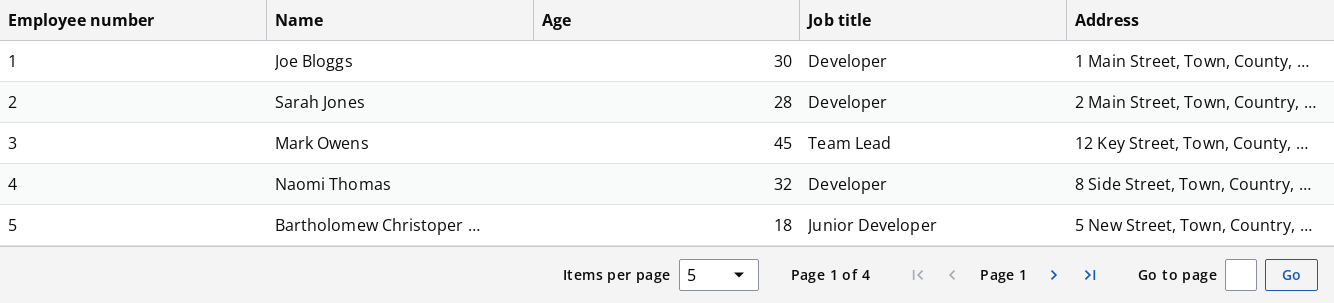 Employee number Name Age Job title Address
1 Joe Bloggs 30 Developer 1 Main Street, Town, County, ...
2 Sarah Jones 28 Developer 2 Main Street, Town, Country, ...
3 Mark Owens 45 Team Lead 12 Key Street, Town, County, ...
4 Naomi Thomas 32 Developer 8 Side Street, Town, Country, ...
5 Bartholomew Christoper ... 18 Junior Developer 5 New Street, Town, Country, ...
Items per page 5 Page 1 of 4 Page 1 Go to page Go